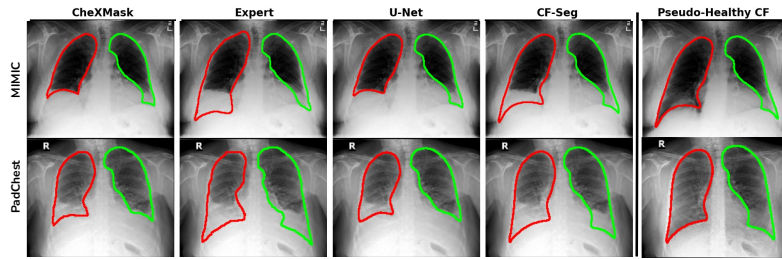 CheXMask Expert U-Net CF-Seg Pseudo-Healthy CF
MIMIC
PadChest
R R R R R